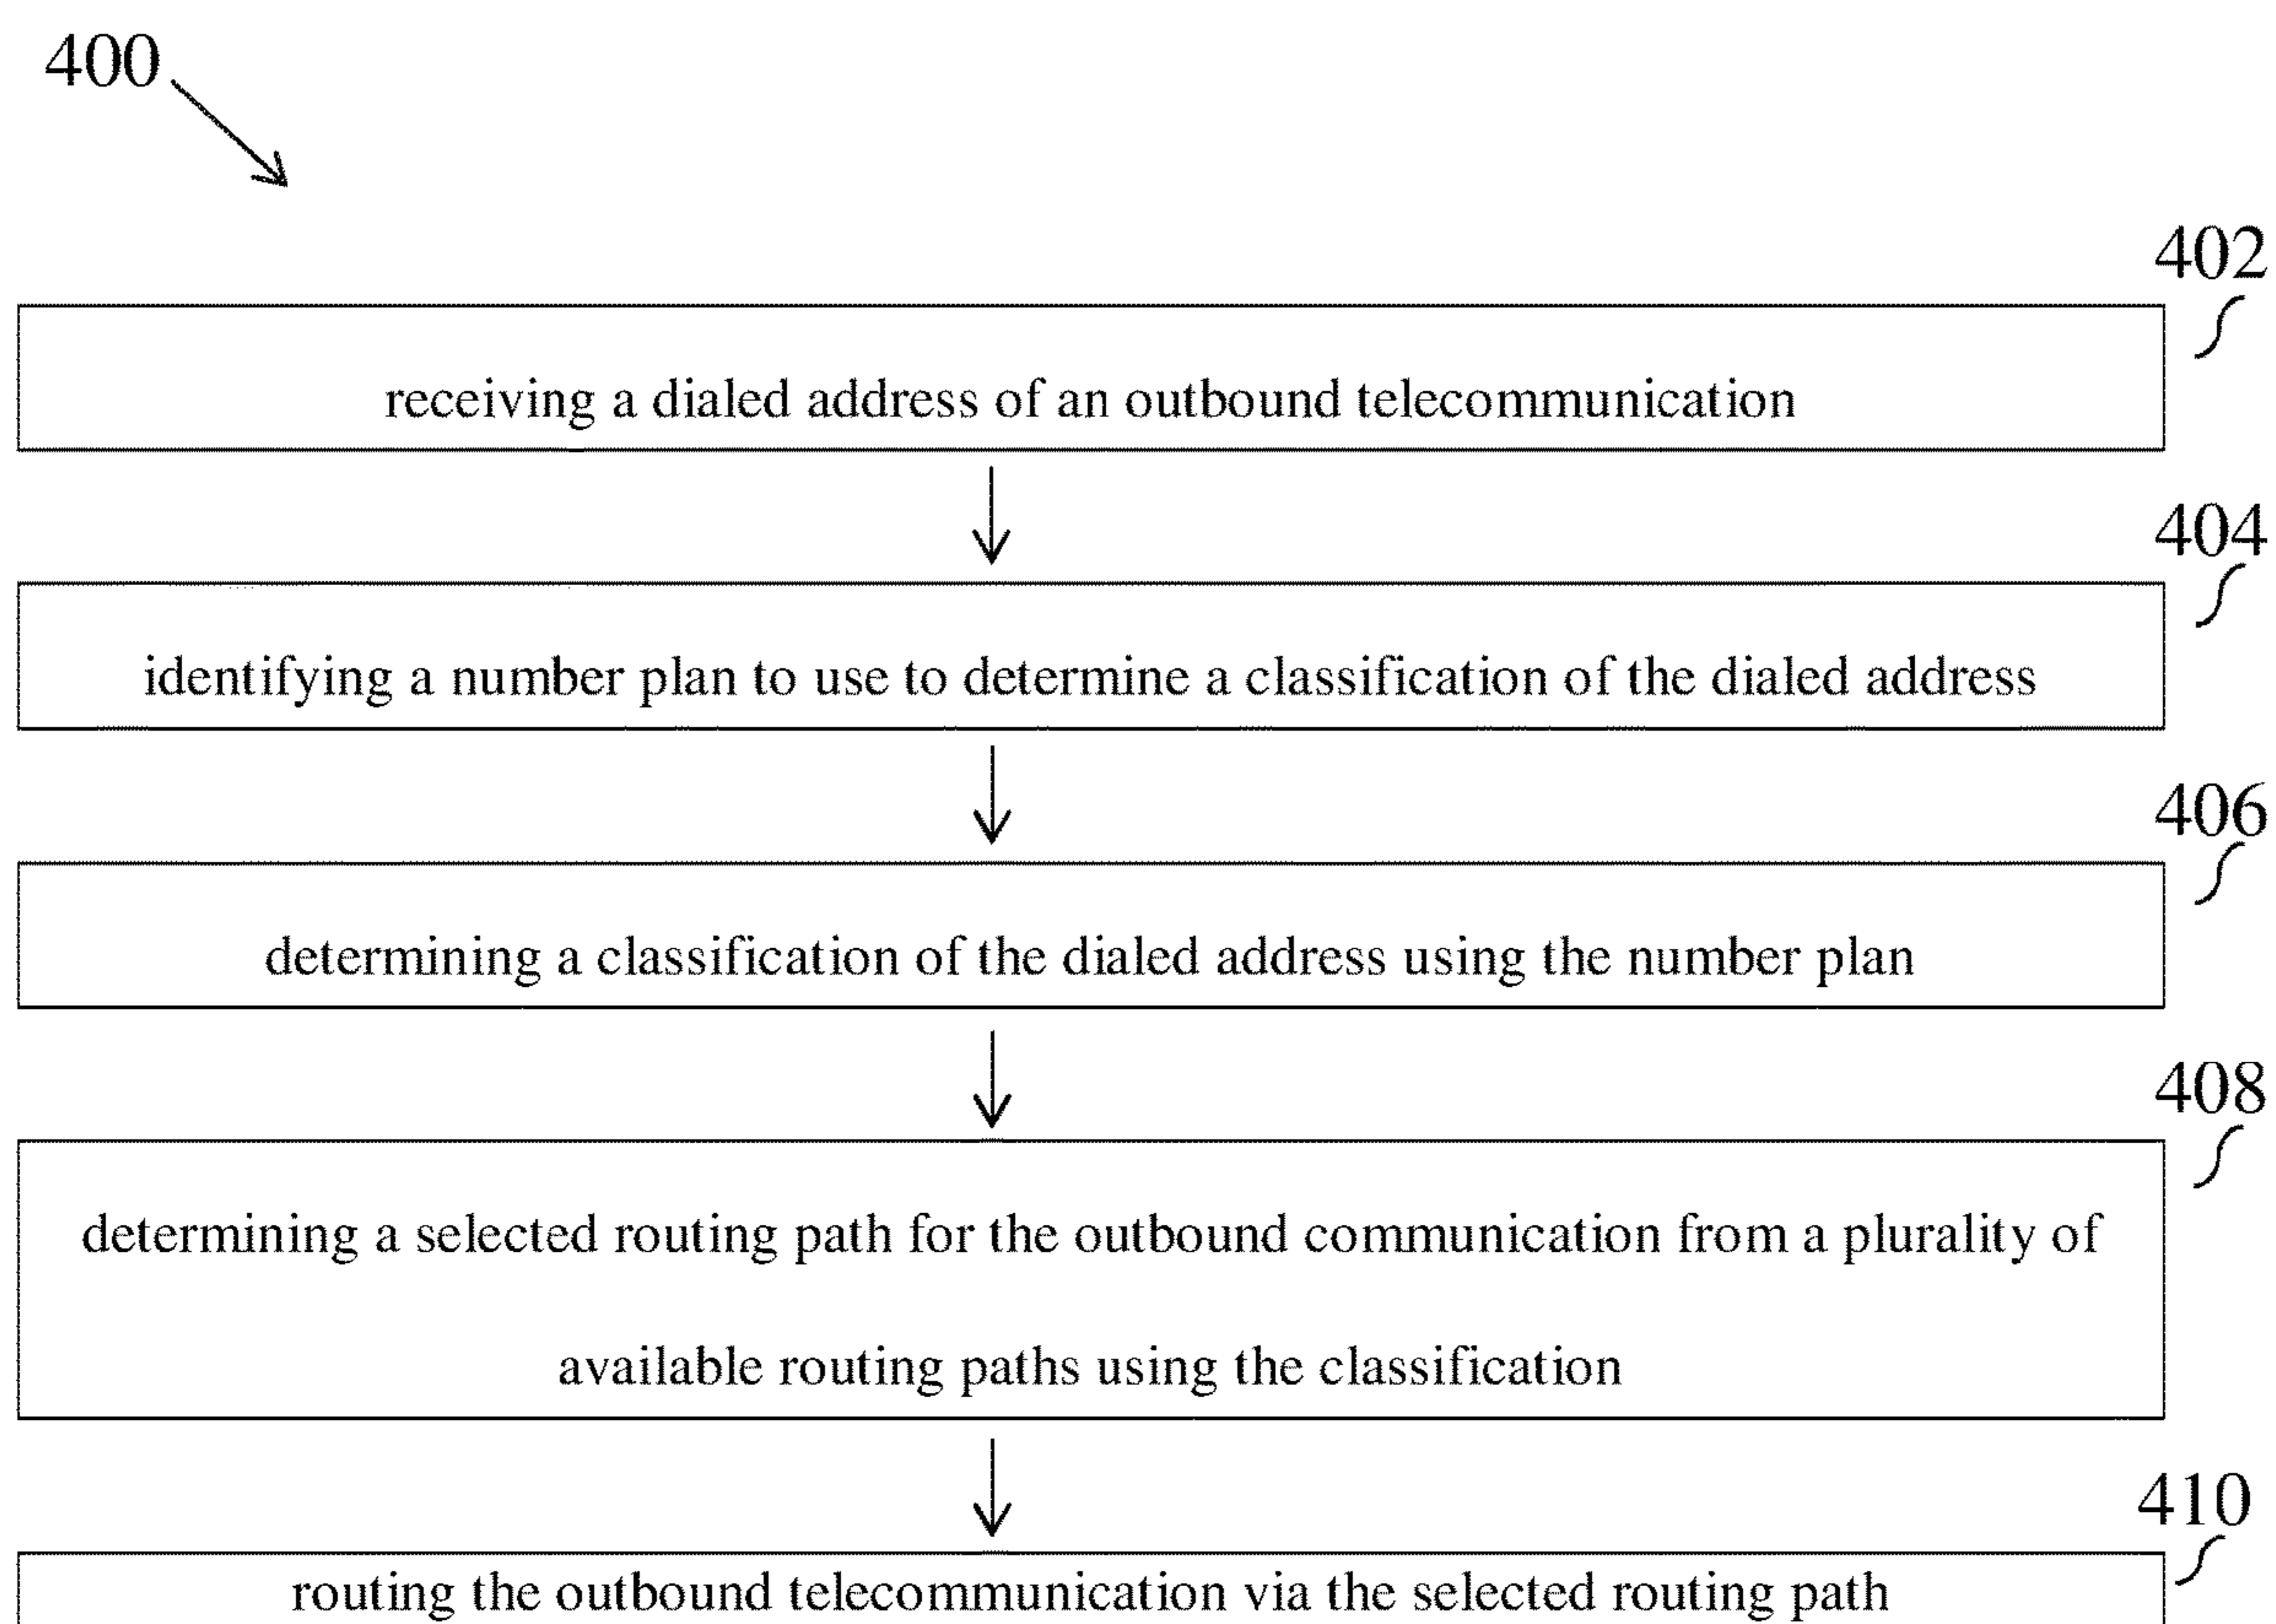 400
402
receiving a dialed address of an outbound telecommunication
404
identifying a number plan to use to determine a classification of the dialed address
406
determining a classification of the dialed address using the number plan
408
determining a selected routing path for the outbound communication from a plurality of
available routing paths using the classification
410
routing the outbound telecommunication via the selected routing path